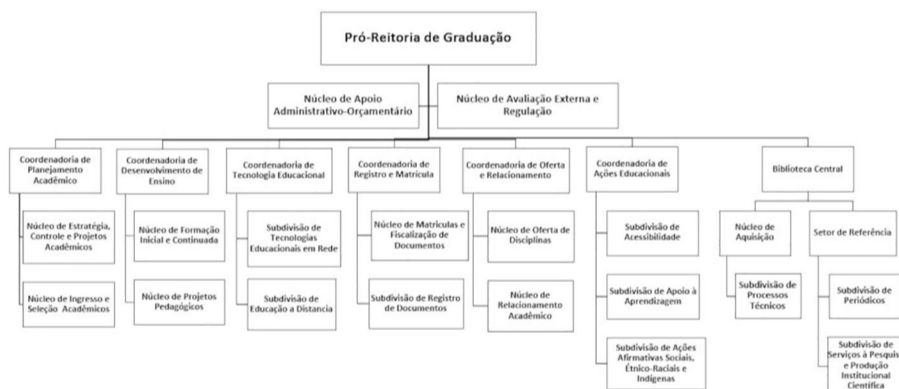 Pró-Reitoria de Graduação
Núcleo de Apoio
Administrativo-Orçamentário
Núcleo de Avaliação Externa e
Regulação
Coordenadoria de
Planejamento
Acadêmico
Coordenadoria de
Desenvolvimento de
Ensino
Coordenadoria de
Tecnologia Educacional
Coordenadoria de
Registro e Matrícula
Coordenadoria de Oferta
e Relacionamento
Coordenadoria de
Ações Educacionais
Biblioteca Central
Núcleo de Estratégia,
Controle e Projetos
Acadêmicos
Núcleo de Formação
Inicial e Continuada
Subdivisão de
Tecnologias
Educacionais em Rede
Núcleo de Matriculas e
Fiscalização de
Documentos
Núcleo de Oferta de
Disciplinas
Subdivisão de
Acessibilidade
Núcleo de
Aquisição
Setor de Referência
Núcleo de Ingresso e
Seleção Acadêmicos
Núcleo de Projetos
Pedagógicos
Subdivisão de
Educação a Distancia
Subdivisão de Registro
de Documentos
Núcleo de
Relacionamento
Acadêmico
Subdivisão de Apoio à
Aprendizagem
Subdivisão de
Processos
Técnicos
Subdivisão de
Periódicos
Subdivisão de Ações
Afirmativas Sociais,
Étnico-Raciais e
Indígenas
Subdivisão de
Serviços à Pesquis
e Produção
Institucional
Científica